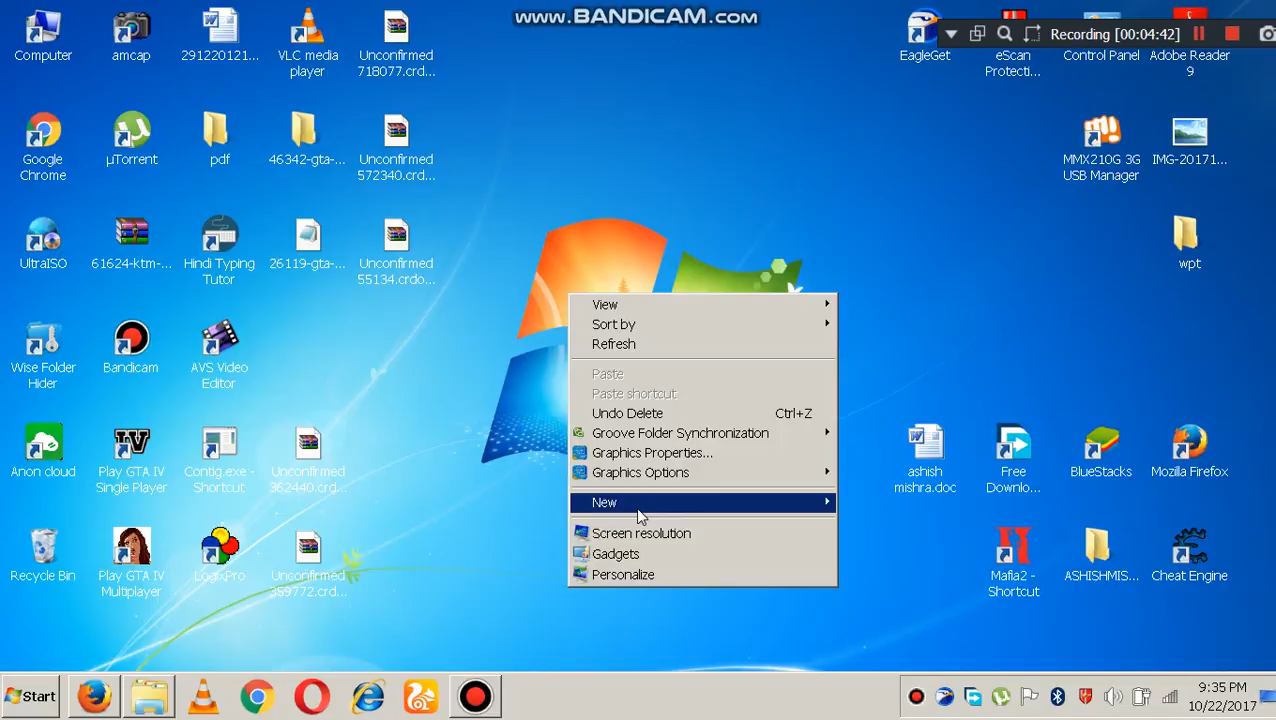 www.BANDICAM.com
Recording [00:04:42]
Computer
amcap
291220121...
VLC media
player
Unconfirmed
718077.crd...
EagleGet
eScan
Protecti...
Control Panel
Adobe Reader
9
Google
Chrome
µTorrent
pdf
46342-gta-...
Unconfirmed
572340.crd...
MMX210G 3G
USB Manager
IMG-20171...
UltraISO
61624-ktm-...
Hindi Typing
Tutor
26119-gta-...
Unconfirmed
55134.crdo...
wpt
Wise Folder
Hider
Bandicam
AVS Video
Editor
View
Sort by
Refresh
Paste
Paste shortcut
Undo Delete Ctrl+Z
Groove Folder Synchronization
Graphics Properties...
Graphics Options
New
Screen resolution
Gadgets
Personalize
Anon cloud
Play GTA IV
Single Player
Contig.exe -
Shortcut
Unconfirmed
362440.crd...
ashish
mishra.doc
Free
Downlo...
BlueStacks
Mozilla Firefox
Recycle Bin
Play GTA IV
Multiplayer
LogixPro
Unconfirmed
359772.crd...
Mafia2 -
Shortcut
ASHISHMIS...
Cheat Engine
Start
9:35 PM
10/22/2017